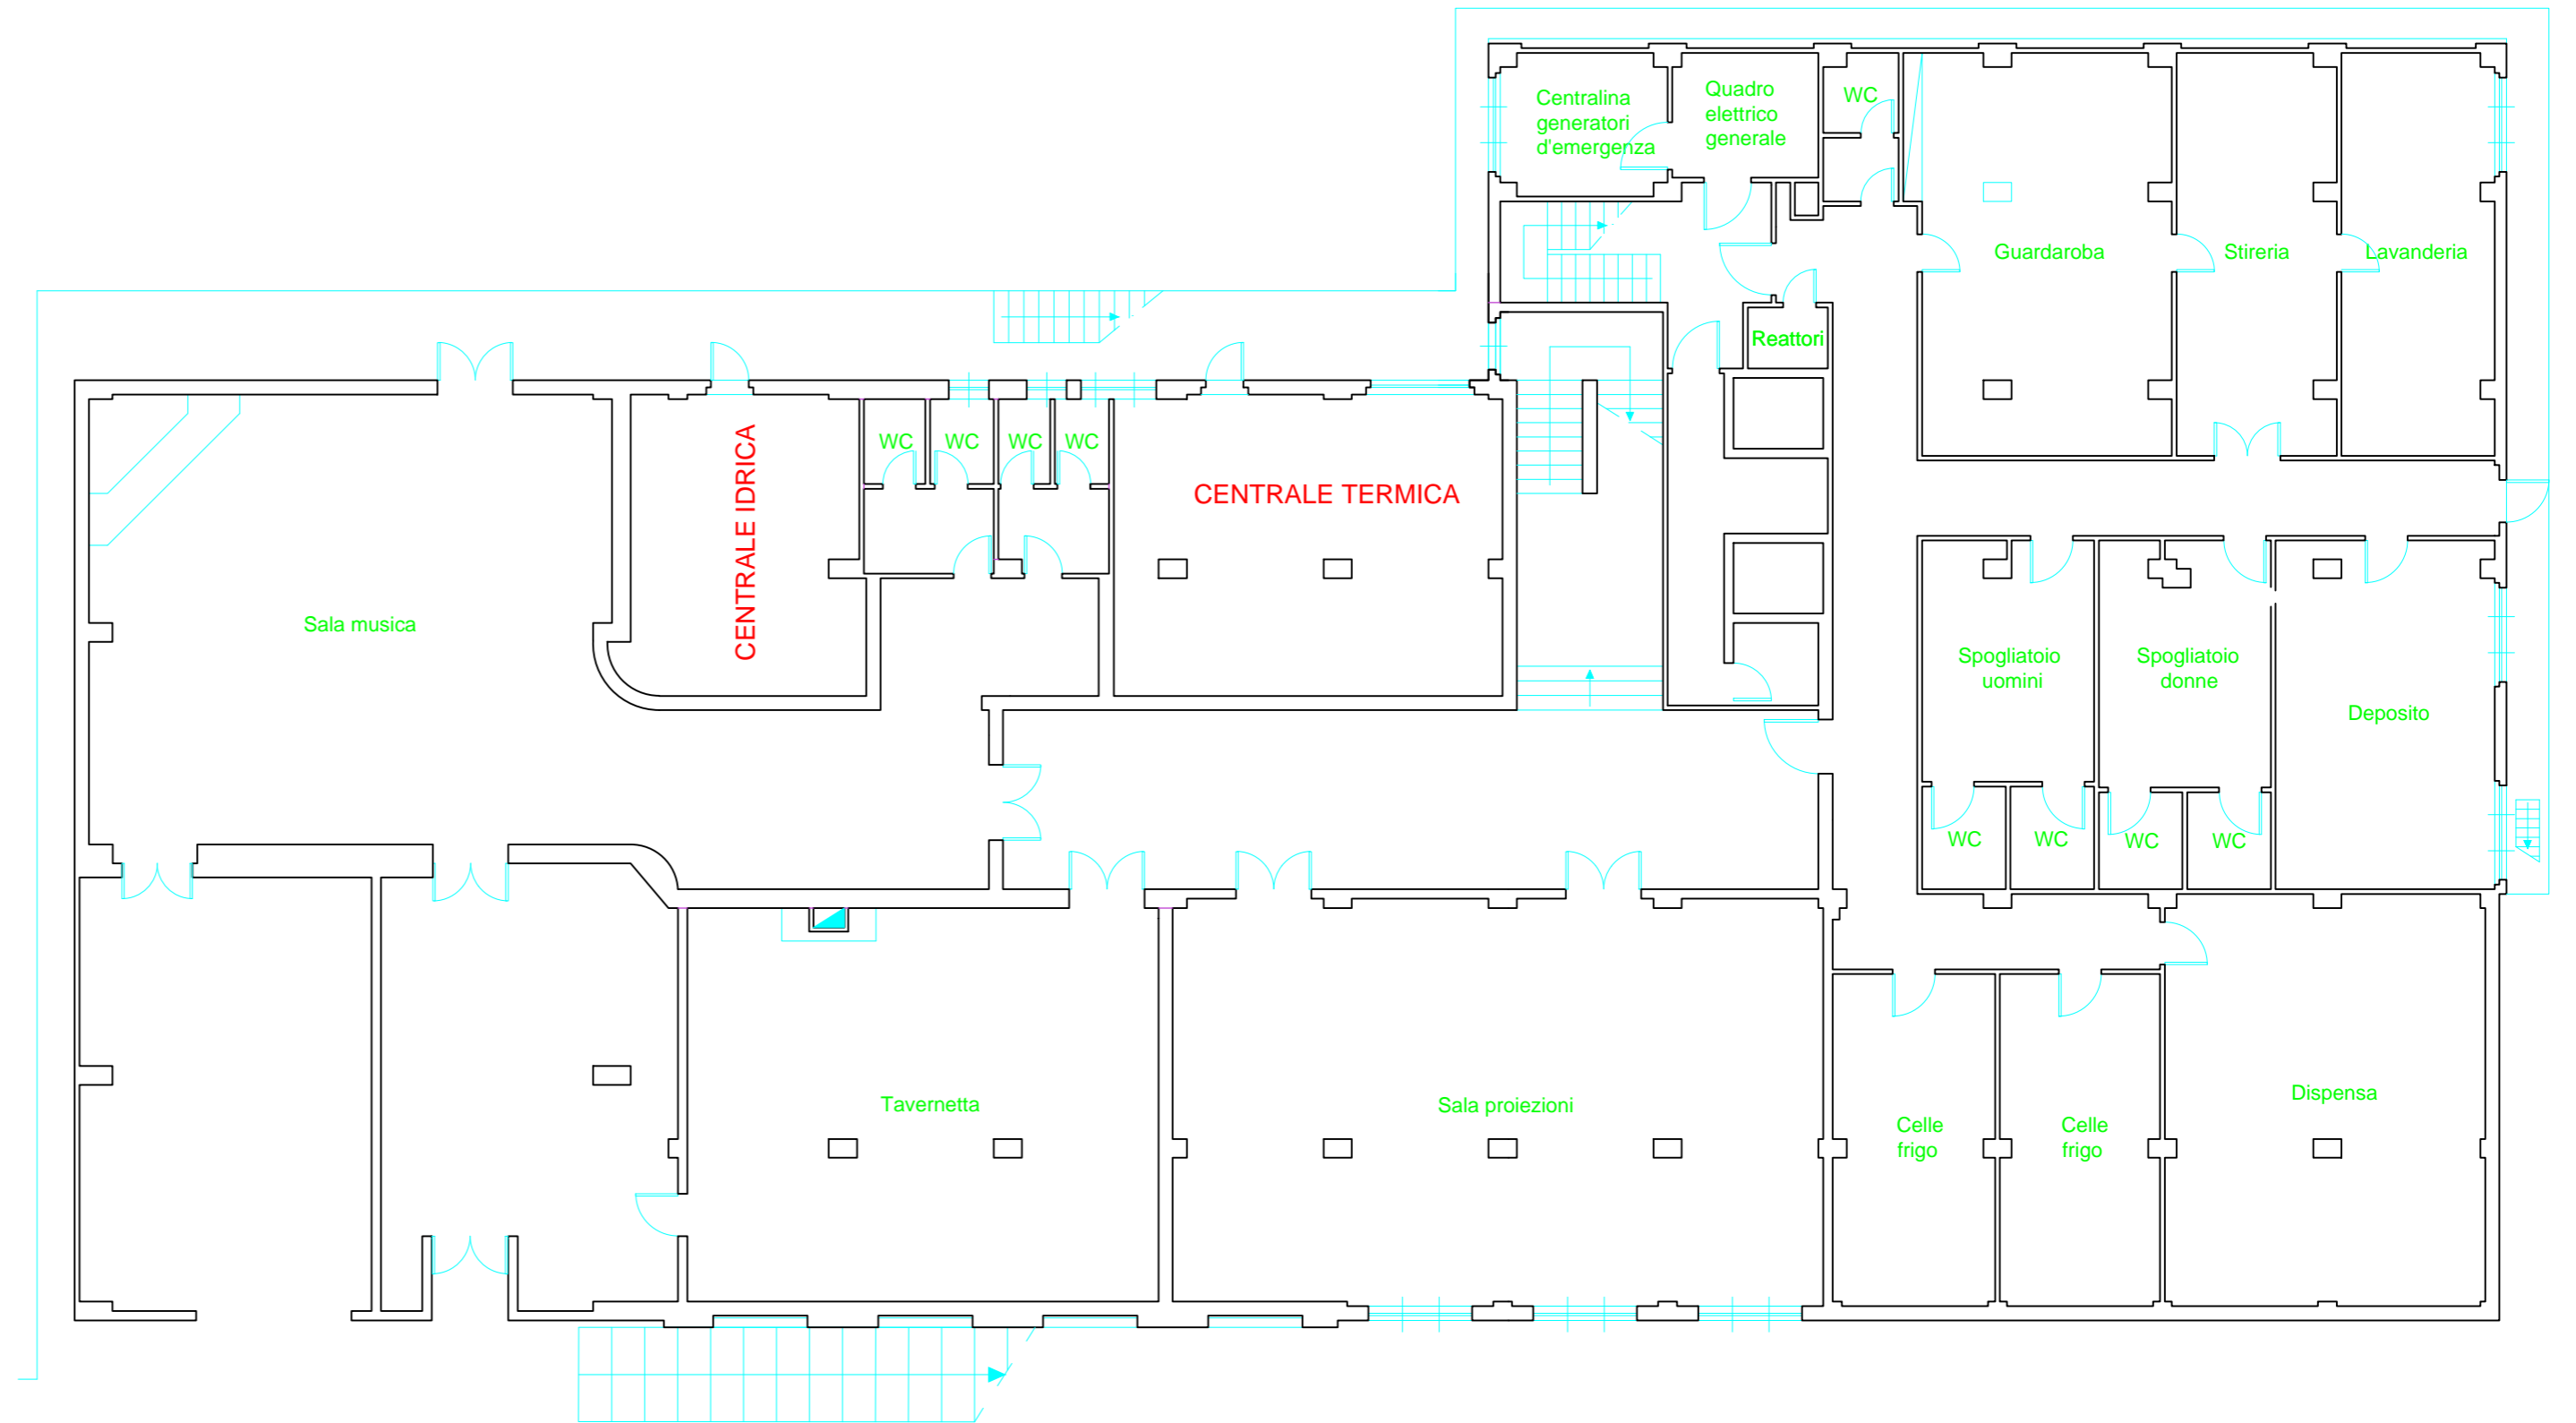 Centralina
generatori
d'emergenza
Quadro
elettrico
generale
WC
Guardaroba
Stireria
Lavanderia
Reattori
WC
WC
WC
WC
CENTRALE IDRICA
CENTRALE TERMICA
Sala musica
Spogliatoio
uomini
Spogliatoio
donne
Deposito
WC
WC
WC
WC
Tavernetta
Sala proiezioni
Celle
frigo
Celle
frigo
Dispensa